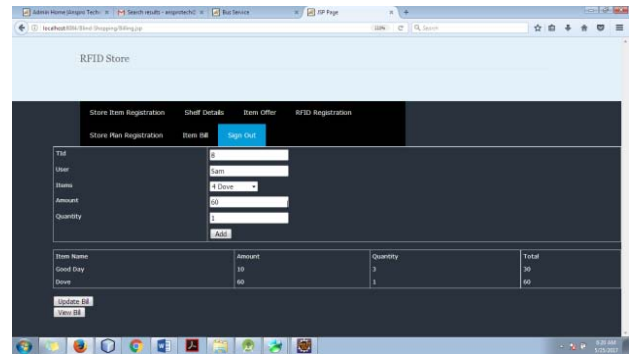 Admin Home | Anspro Techn
Search results - ansprotech0
Bus Service
JSP Page
Search
RFID Store
Store Item Registration Shelf Details Item Offer RFID Registration
Store Plan Registration Item Bill Sign Out
TId 8
User Sam
Items 4 Dove
Amount 60
Quantity 1
Add
Item Name Amount Quantity Total
Good Day 10 3 30
Dove 60 1 60
Update Bill
View Bill